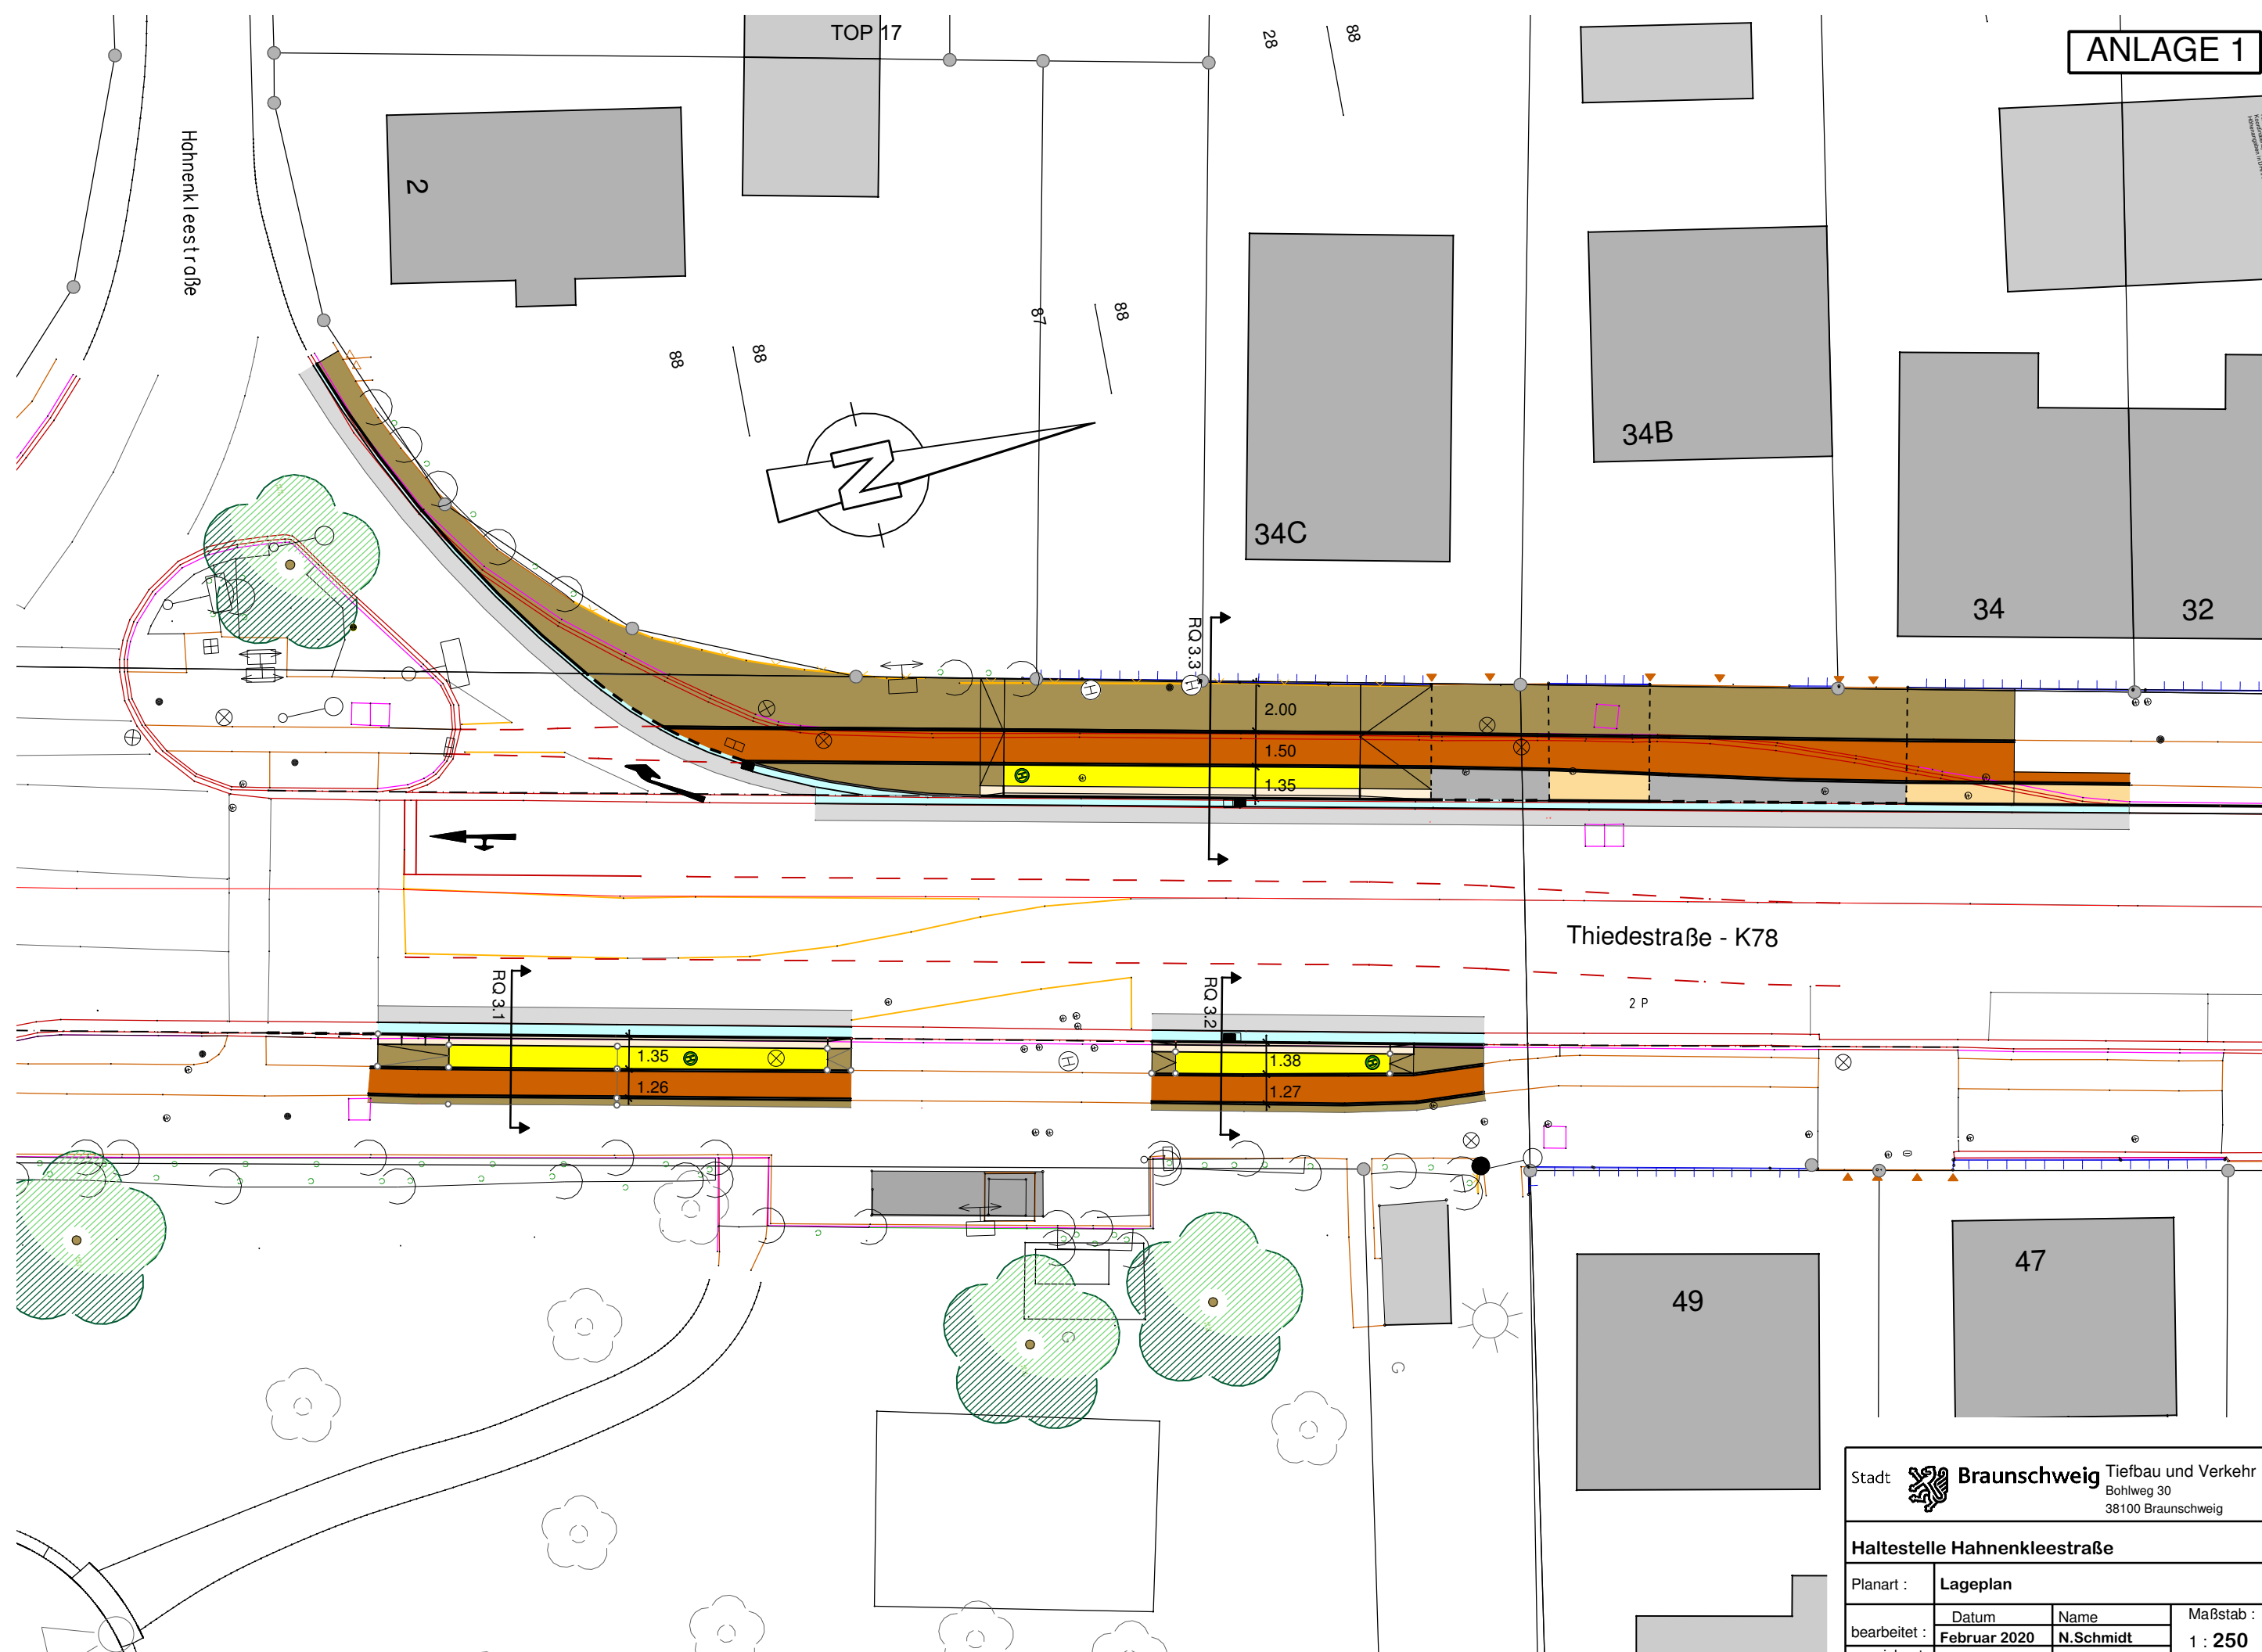 TOP 17
ANLAGE 1
28
88
Hahnenkleestraße
2
87
88
88
88
34B
34C
34
32
N
RQ 3.3
H
H
2.00
1.50
1.35
Thiedestraße - K78
RQ 3.1
RQ 3.2
2 P
1.35
1.26
H
1.38
1.27
G
G
49
47
Stadt Braunschweig Tiefbau und Verkehr
Bohlweg 30
38100 Braunschweig
Haltestelle Hahnenkleestraße
Planart : Lageplan
Datum Name Maßstab :
bearbeitet : Februar 2020 N.Schmidt 1 : 250